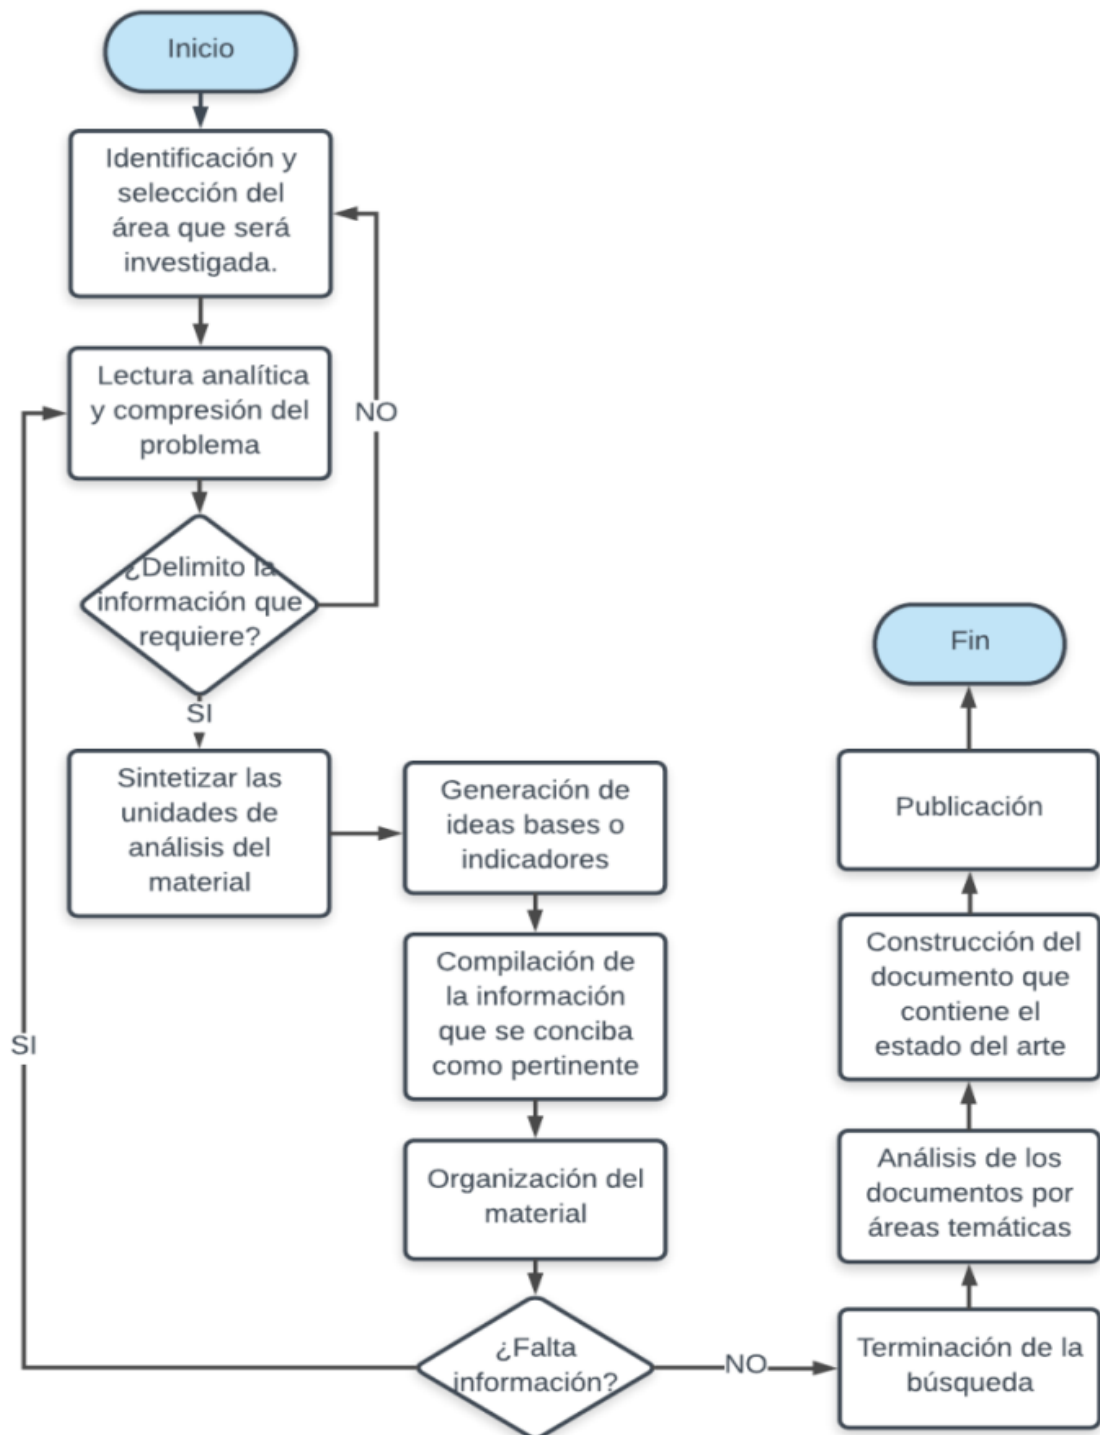 Inicio
Identificación y
selección del
área que será
investigada.
Lectura analítica
y compresión del
problema
NO
¿Delimito la
información que
requiere?
SI
Sintetizar las
unidades de
análisis del
material
Generación de
ideas bases o
indicadores
Compilación de
la información
que se conciba
como pertinente
Organización del
material
¿Falta
información?
SI
NO
Terminación de la
búsqueda
Análisis de los
documentos por
áreas temáticas
Construcción del
documento que
contiene el
estado del arte
Publicación
Fin